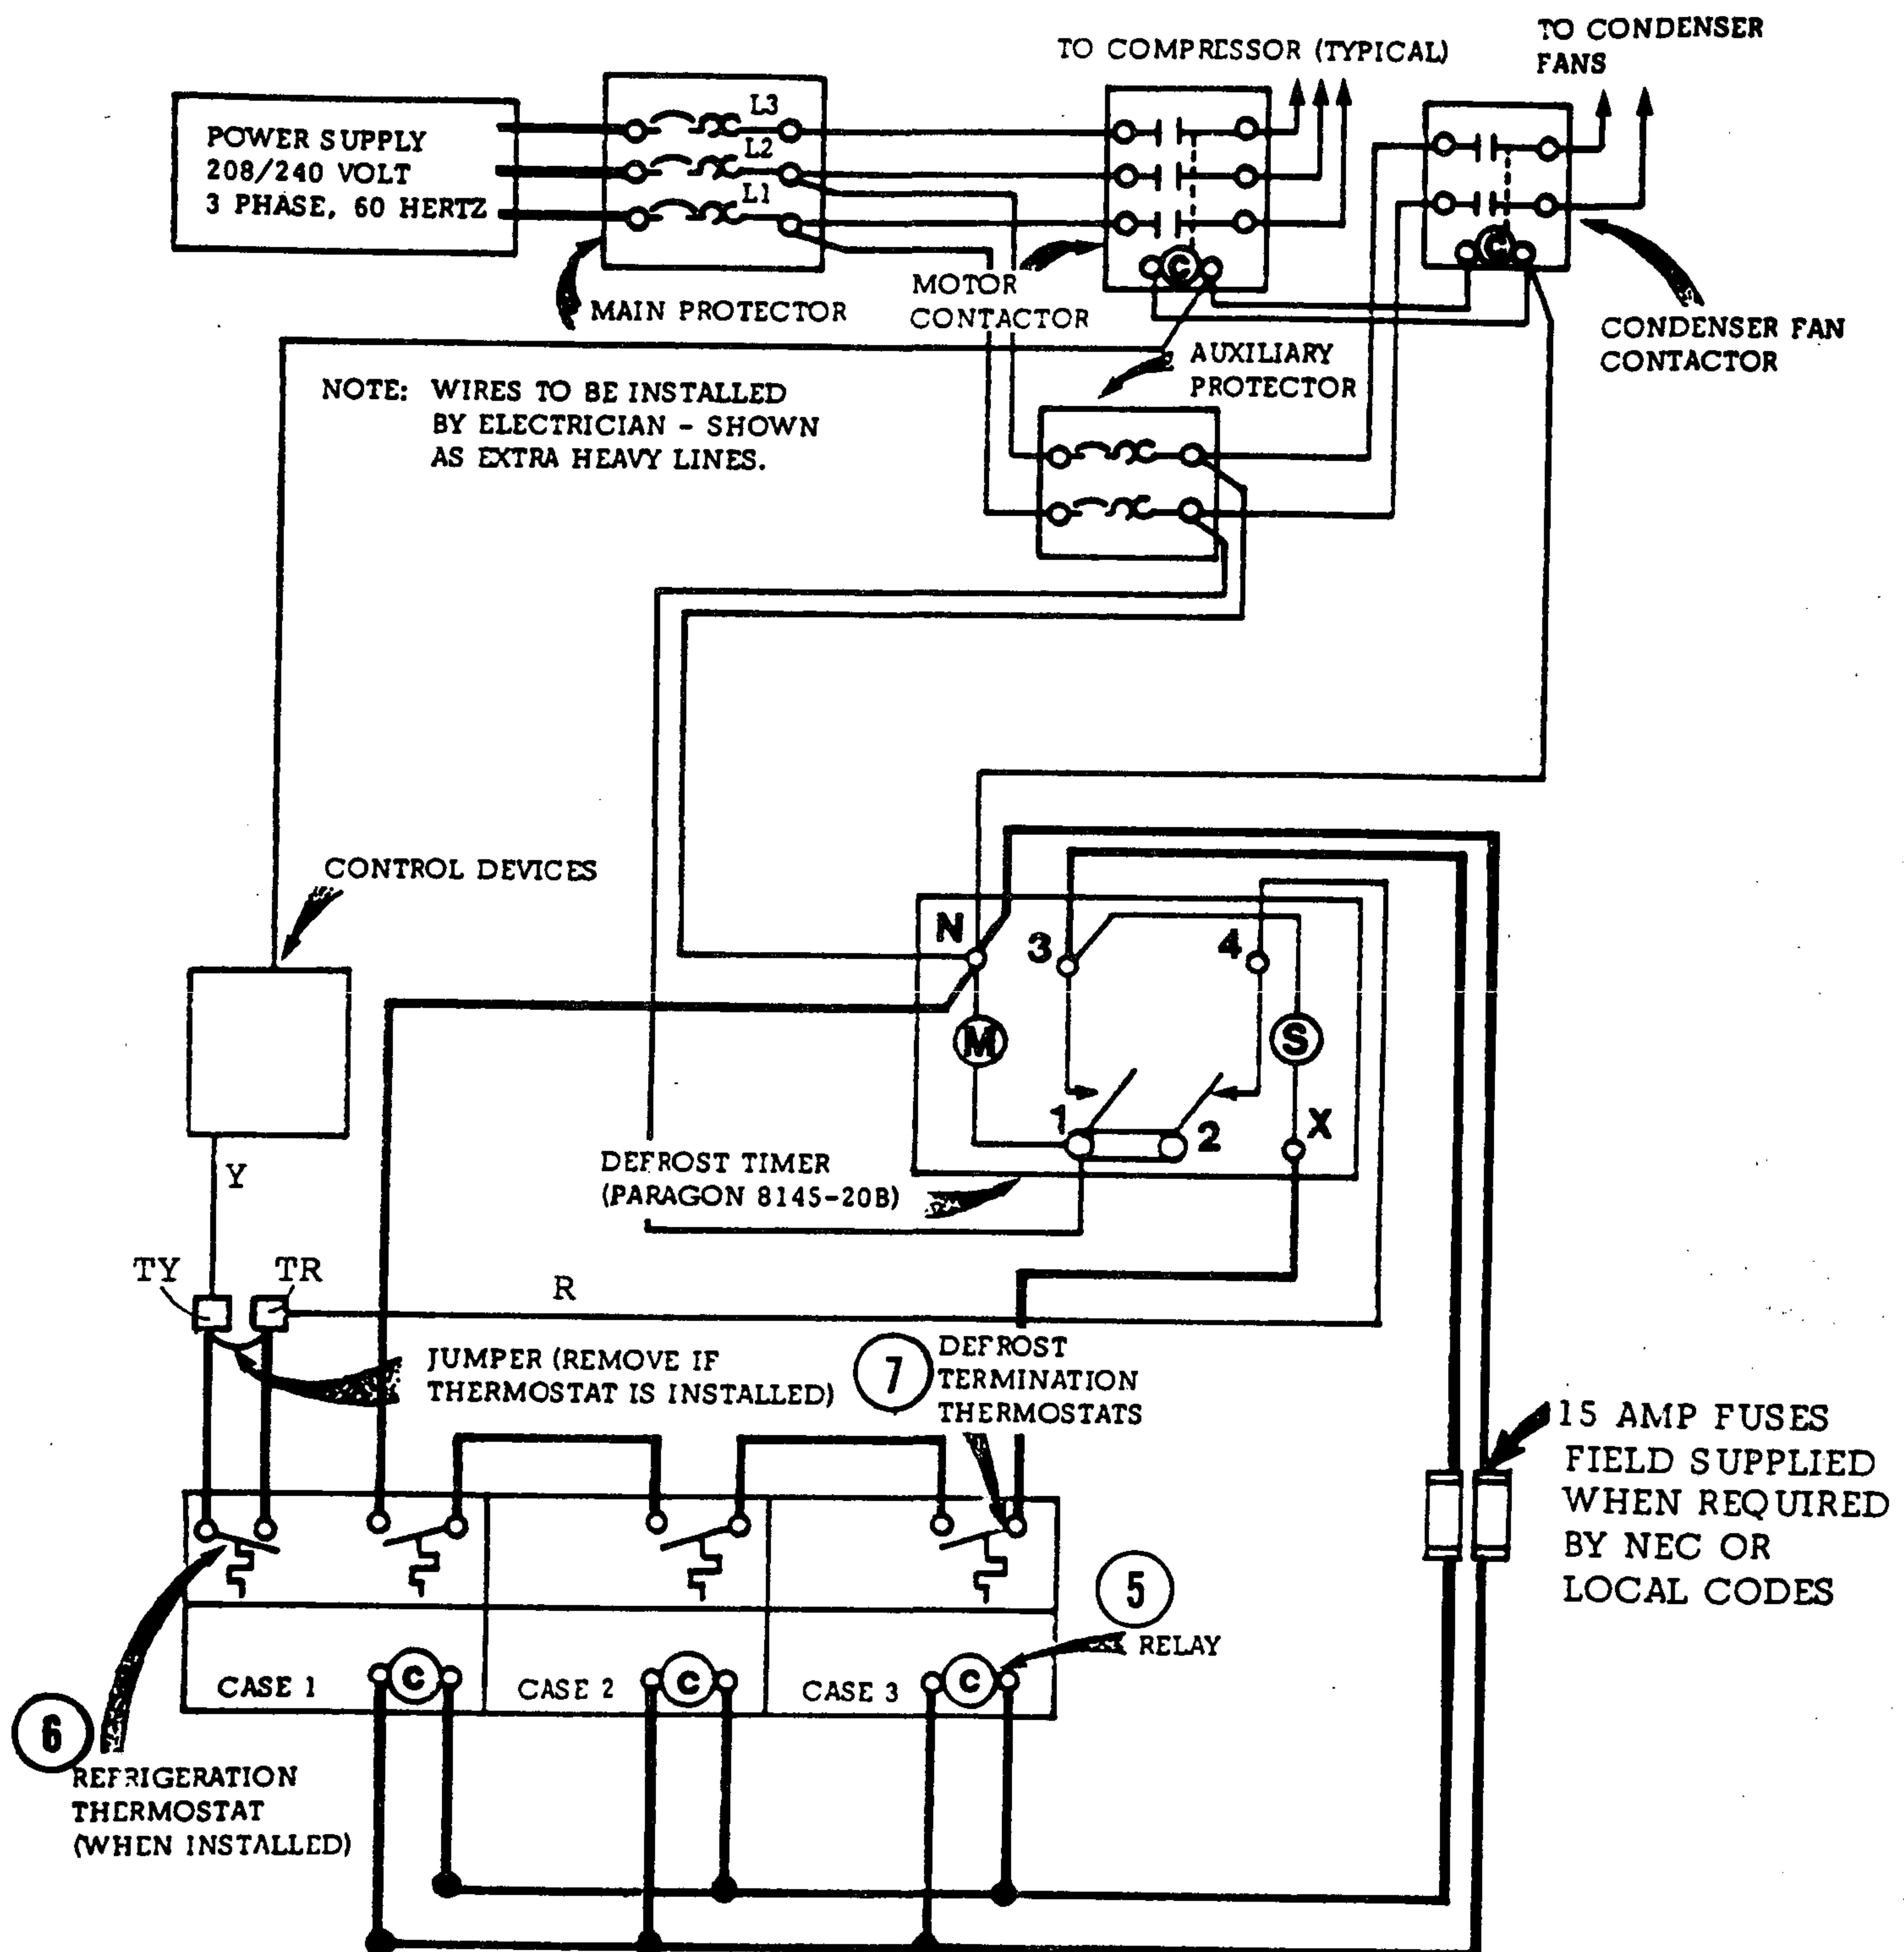 TO COMPRESSOR (TYPICAL)
TO CONDENSER
FANS
POWER SUPPLY
208/240 VOLT
3 PHASE, 60 HERTZ
L3
L2
L1
C
C
MAIN PROTECTOR
MOTOR
CONTACTOR
CONDENSER FAN
CONTACTOR
AUXILIARY
PROTECTOR
NOTE: WIRES TO BE INSTALLED
BY ELECTRICIAN - SHOWN
AS EXTRA HEAVY LINES.
CONTROL DEVICES
N
3
4
M
S
1
2
X
DEFROST TIMER
(PARAGON 8145-20B)
Y
TY
TR
R
JUMPER (REMOVE IF
THERMOSTAT IS INSTALLED)
7
DEFROST
TERMINATION
THERMOSTATS
15 AMP FUSES
FIELD SUPPLIED
WHEN REQUIRED
BY NEC OR
LOCAL CODES
5
RELAY
CASE 1
C
CASE 2
C
CASE 3
C
6
REFRIGERATION
THERMOSTAT
(WHEN INSTALLED)